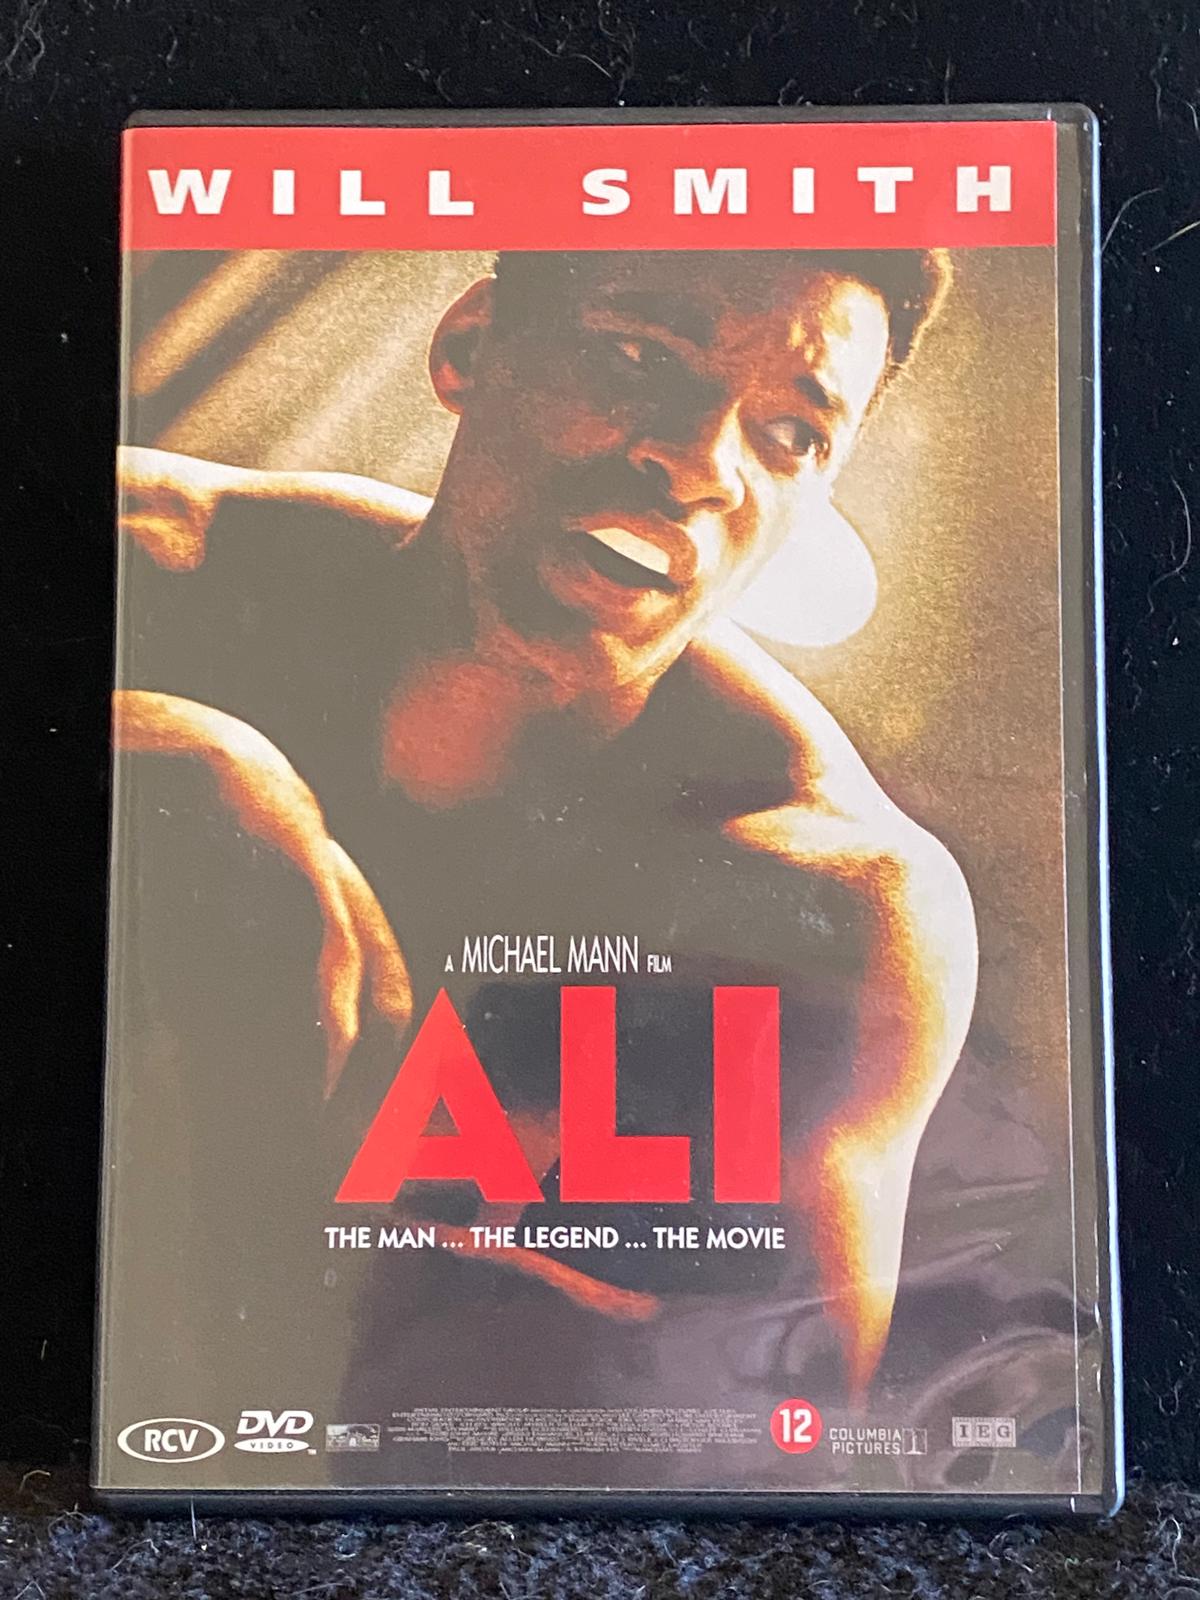 WILL SMITH
A MICHAEL MANN FILM
ALI
THE MAN ... THE LEGEND ... THE MOVIE
RCV
DVD
VIDEO
12
COLUMBIA
PICTURES
IEG